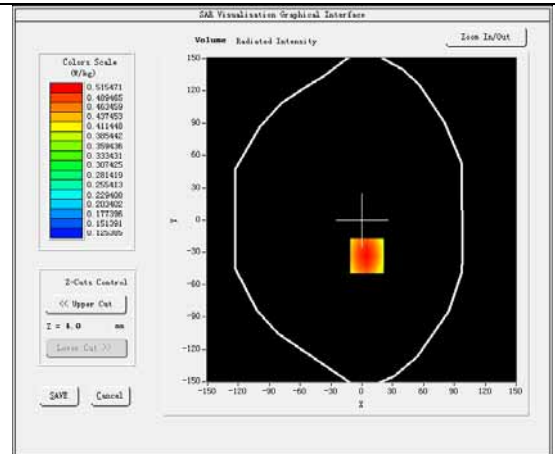 SAR Visualisation Graphical Interface
Volume Radiated Intensity
Zoom In/Out
Colors Scale
(W/kg)
0.515471
0.489465
0.463459
0.437453
0.411448
0.385442
0.359436
0.333431
0.307425
0.281419
0.255413
0.229408
0.203402
0.177396
0.151391
0.125385
Z-Cuts Control
<< Upper Cut
Z = 4.0 mm
Lower Cut >>
SAVE
Cancel
150
120
90
60
30
0
-30
-60
-90
-120
-150
Y
-150 -120 -90 -60 -30 0 30 60 90 120 150
X